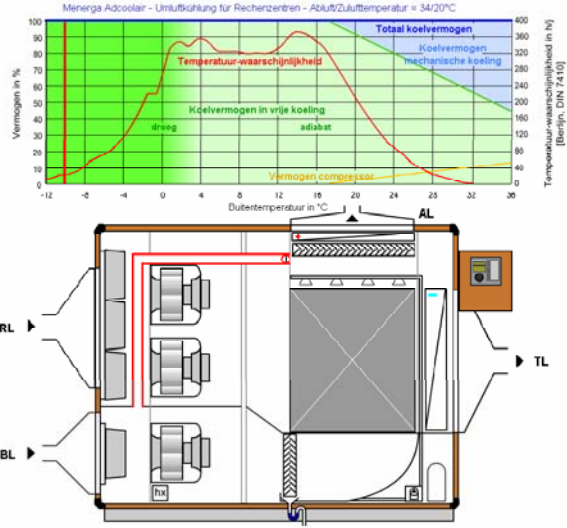 Menerga Adcoolair - Umluftkühlung für Rechenzentren - Abluft/Zulufttemperatur = 34/20°C
100
90
80
70
60
50
40
30
20
10
0
Vermogen in %
400
360
320
280
240
200
160
120
80
40
0
Temperatuur-waarschijnlijkheid in h/
[Berlijn, DIN 7410]
Totaal koelvermogen
Koelvermogen
mechanische koeling
Temperatuur-waarschijnlijkheid
Koelvermogen in vrije koeling
droog
adiabat
Vermogen compressor
-12 -8 -4 0 4 8 12 16 20 24 28 32 36
Buitentemperatuur in °C
AL
RL
TL
BL
hx